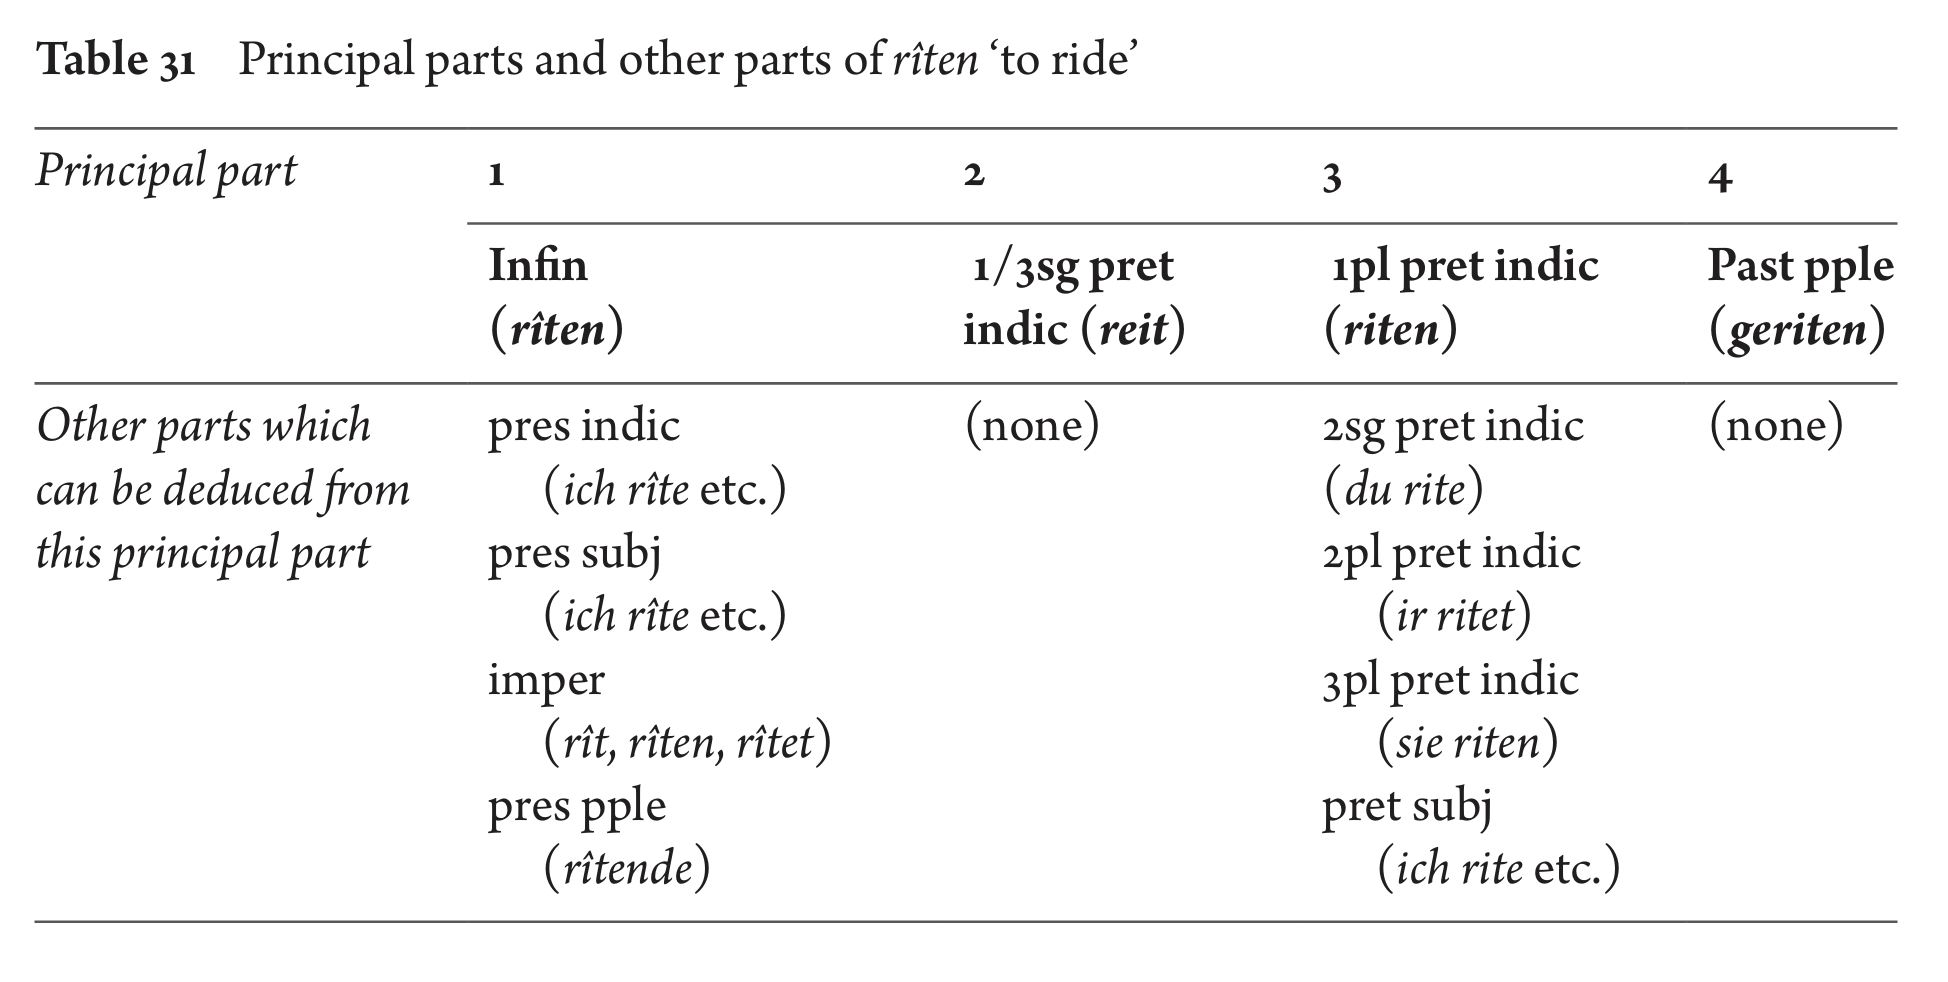 Table 31 Principal parts and other parts of rîten ‘to ride’
Principal part 1 2 3 4
Infin 1/3sg pret 1pl pret indic Past pple
(rîten) indic (reit) (riten) (geriten)
Other parts which pres indic (none) 2sg pret indic (none)
can be deduced from (ich rîte etc.) (du rite)
this principal part pres subj 2pl pret indic
(ich rîte etc.) (ir ritet)
imper 3pl pret indic
(rît, rîten, rîtet) (sie riten)
pres pple pret subj
(rîtende) (ich rite etc.)